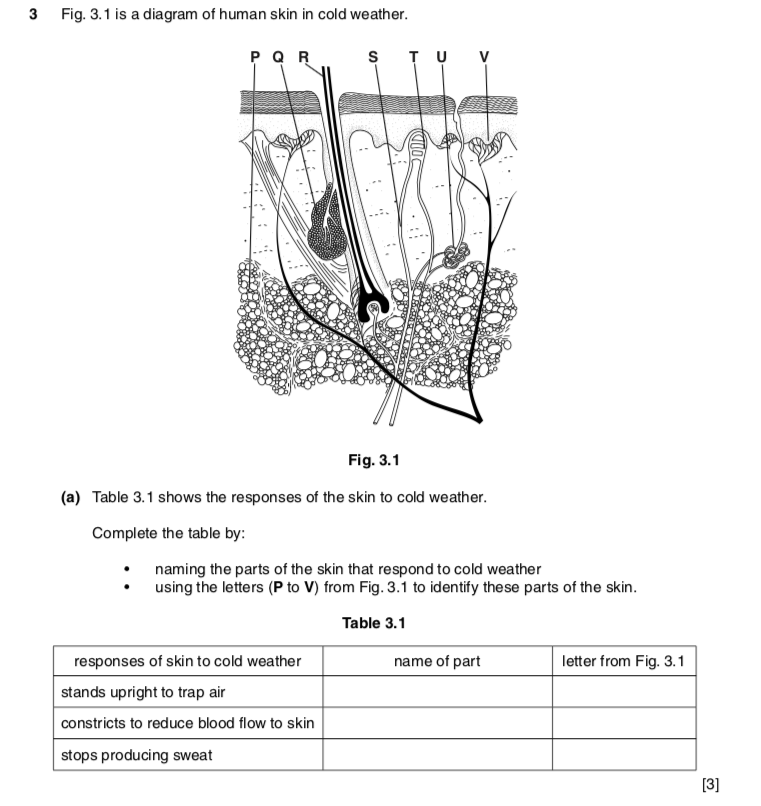 3 Fig. 3.1 is a diagram of human skin in cold weather.
P Q R S T U V
Fig. 3.1
(a) Table 3.1 shows the responses of the skin to cold weather.
Complete the table by:
• naming the parts of the skin that respond to cold weather
• using the letters (P to V) from Fig. 3.1 to identify these parts of the skin.
Table 3.1
responses of skin to cold weather name of part letter from Fig. 3.1
stands upright to trap air
constricts to reduce blood flow to skin
stops producing sweat
[3]